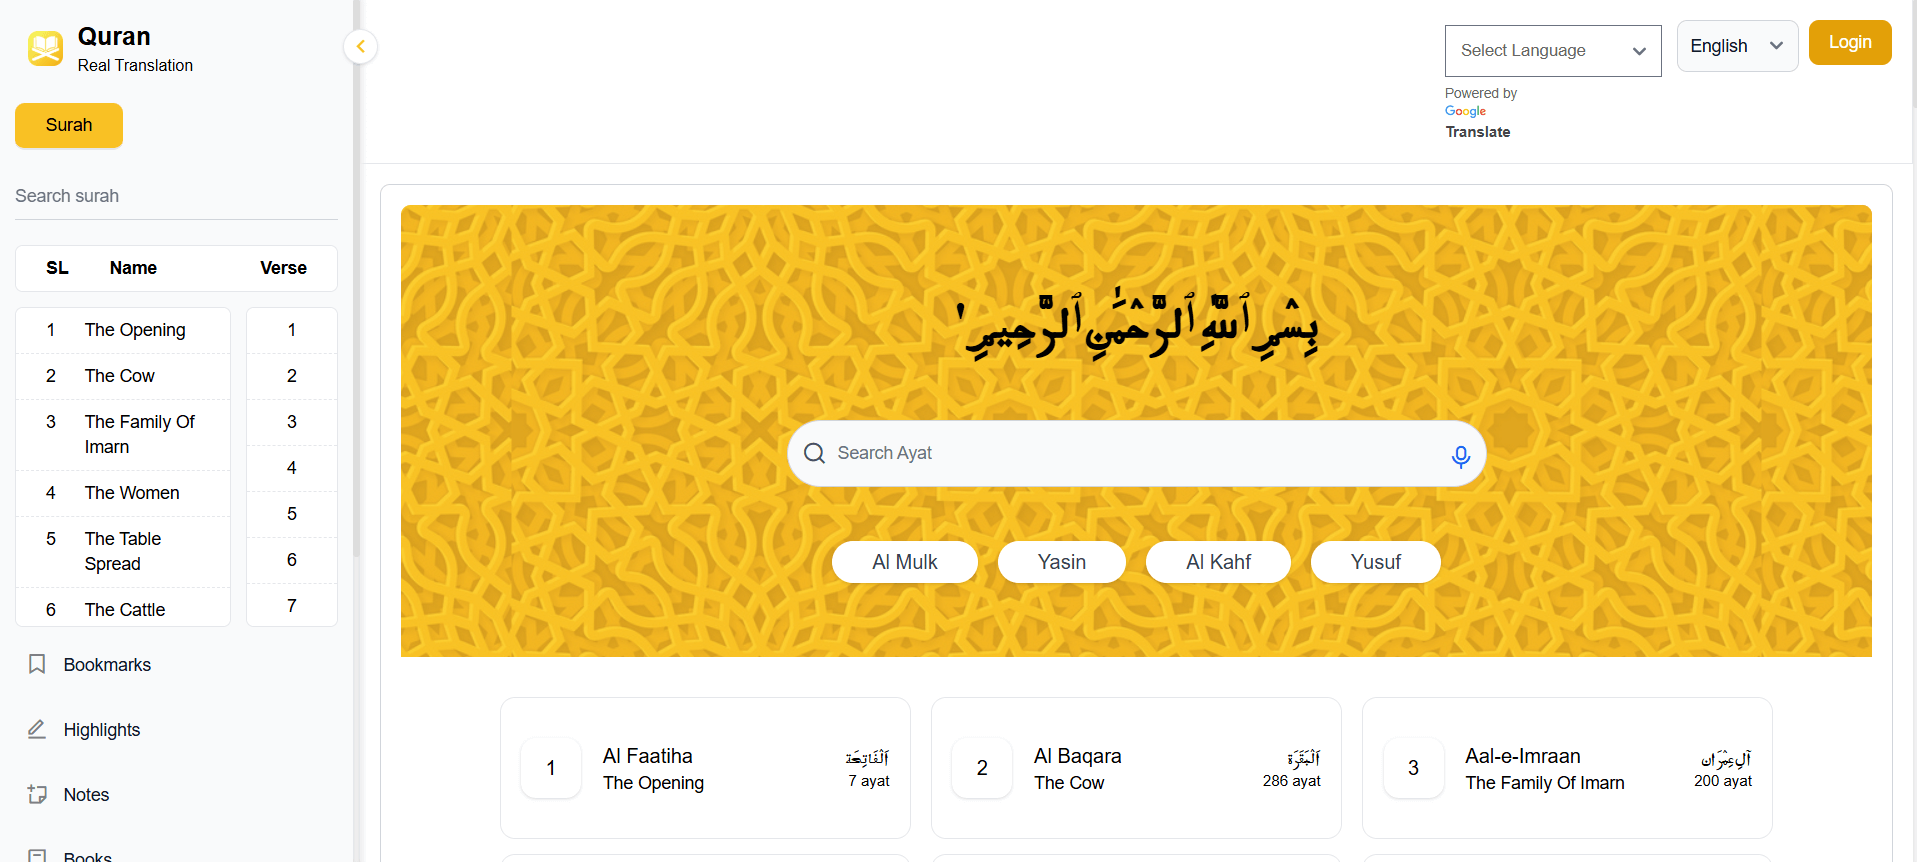 Quran
Real Translation
Surah
Search surah
SL Name Verse
1 The Opening
2 The Cow
3 The Family Of
Imarn
4 The Women
5 The Table
Spread
6 The Cattle
1
2
3
4
5
6
7
Bookmarks
Highlights
Notes
Books
Select Language
Powered by
Google
Translate
English
Login
بِسْمِ ٱللَّهِ ٱلرَّحْمَٰنِ ٱلرَّحِيمِ '
Search Ayat
Al Mulk Yasin Al Kahf Yusuf
1
Al Faatiha
The Opening
اَلْفَاتِحَة
7 ayat
2
Al Baqara
The Cow
اَلْبَقَرَة
286 ayat
3
Aal-e-Imraan
The Family Of Imarn
آلِ عِمْرَان
200 ayat